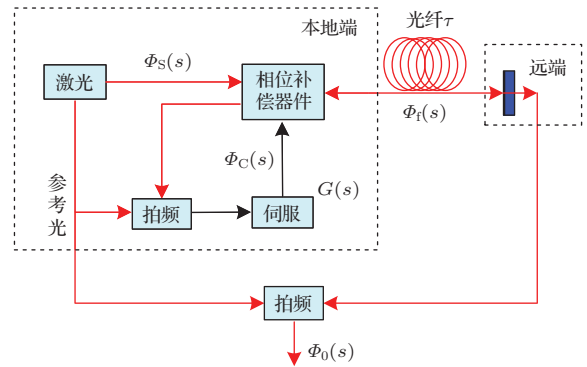 本地端
光纤τ
远端
激光
Φ_S(s)
相位补
偿器件
Φ_f(s)
Φ_C(s)
参考光
拍频
伺服
G(s)
拍频
Φ_0(s)